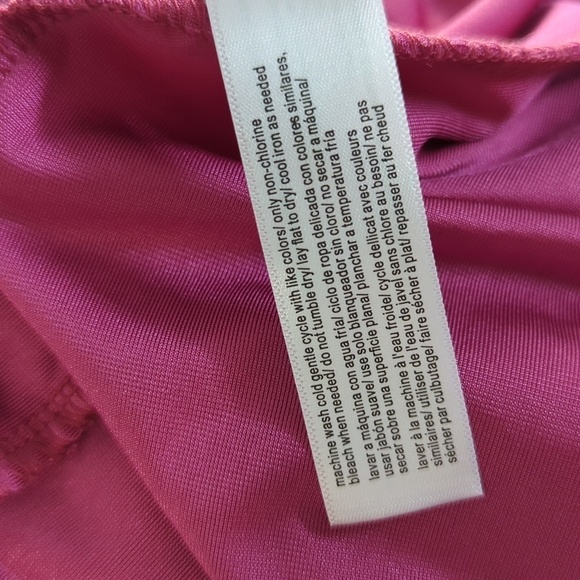 machine wash cold gentle cycle with like colors/ only non-chlorine
bleach when needed/ do not tumble dry/ lay flat to dry/ cool iron as needed
lavar a máquina con agua fria/ ciclo de ropa delicada con colores similares,
usar jabón suave/ use solo blanqueador sin cloro/ no secar a máquina/
secar sobre una superficie plana/ planchar a temperatura fría
laver à la machine à l'eau froide/ cycle dellicat avec couleurs
similaires/ utiliser de l'eau de javel sans chlore au besoin/ ne pas
sécher par culbutage/ faire sécher à plat/ repasser au fer cheud